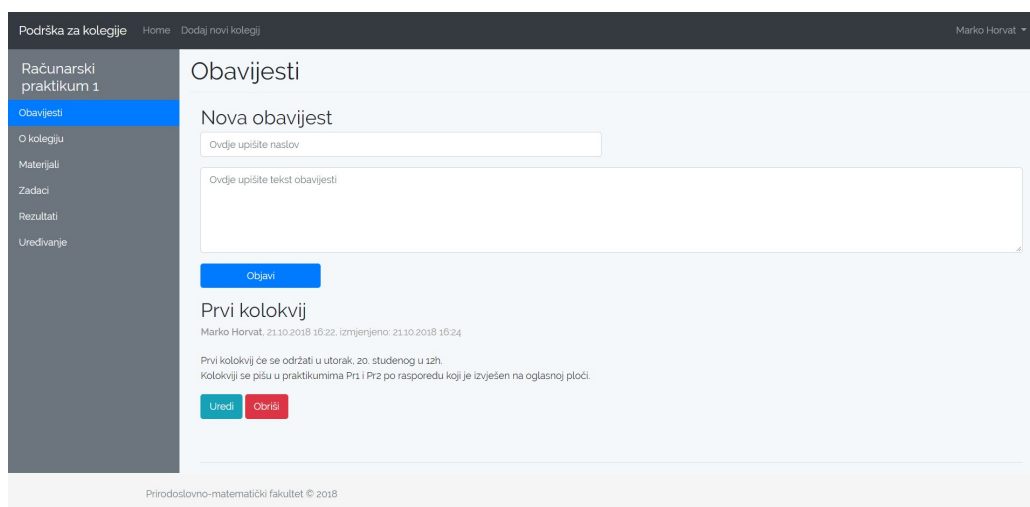 Podrška za kolegije Home Dodaj novi kolegij Marko Horvat
Računarski
praktikum 1
Obavijesti
O kolegiju
Materijali
Zadaci
Rezultati
Uređivanje
Obavijesti
Nova obavijest
Ovdje upišite naslov
Ovdje upišite tekst obavijesti
Objavi
Prvi kolokvij
Marko Horvat, 21.10.2018 16:22, izmjenjeno: 21.10.2018 16:24
Prvi kolokvij će se održati u utorak, 20. studenog u 12h.
Kolokviji se pišu u praktikumima Pr1 i Pr2 po rasporedu koji je izvješen na oglasnoj ploči.
Uredi Obriši
Prirodoslovno-matematički fakultet © 2018